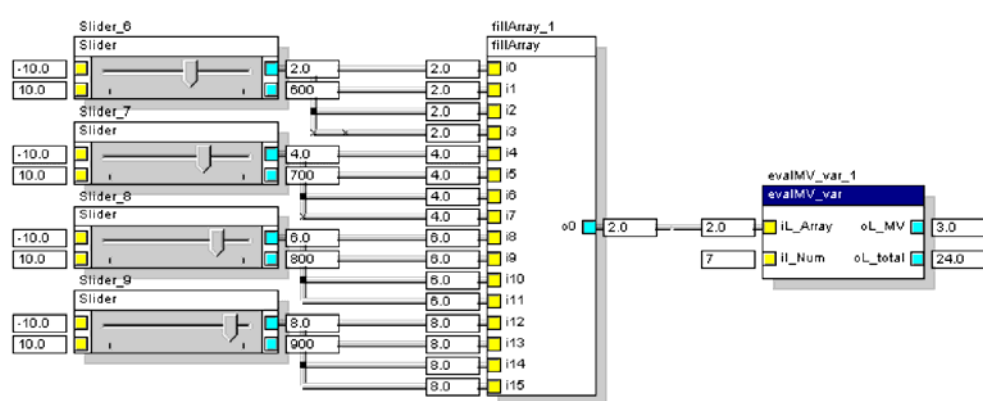 Slider_6 fillArray_1
Slider fillArray
-10.0 2.0 2.0 i0
10.0 600 2.0 i1
Slider_7 2.0 i2
Slider 2.0 i3
-10.0 4.0 4.0 i4
10.0 700 4.0 i5 evalMV_var_1
Slider_8 4.0 i6 evalMV_var
Slider 4.0 i7
o0 2.0 2.0 iL_Array oL_MV 3.0
-10.0 6.0 6.0 i8
10.0 800 6.0 i9 7 iI_Num oL_total 24.0
Slider_9 6.0 i10
Slider 6.0 i11
-10.0 8.0 8.0 i12
10.0 900 8.0 i13
8.0 i14
8.0 i15